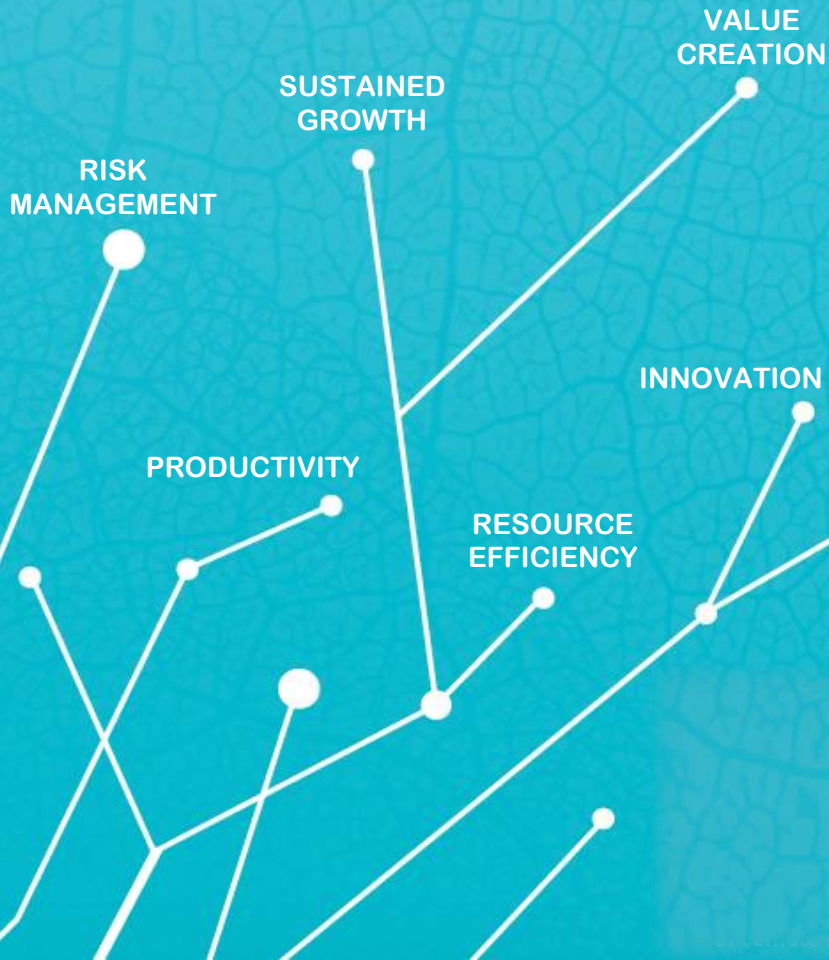 VALUE
CREATION
SUSTAINED
GROWTH
RISK
MANAGEMENT
INNOVATION
PRODUCTIVITY
RESOURCE
EFFICIENCY